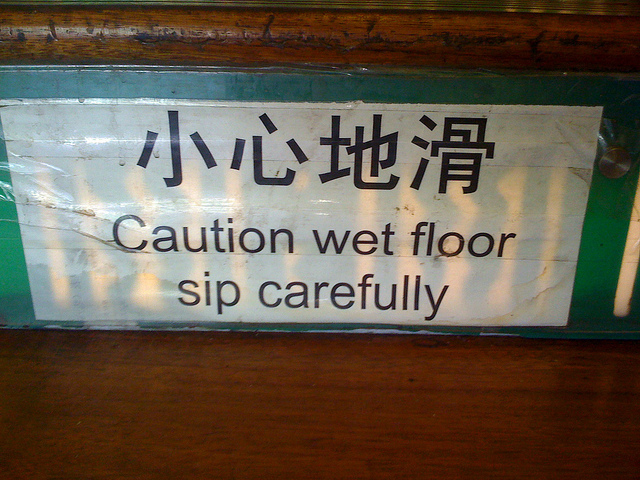 小心地滑
Caution wet floor
sip carefully